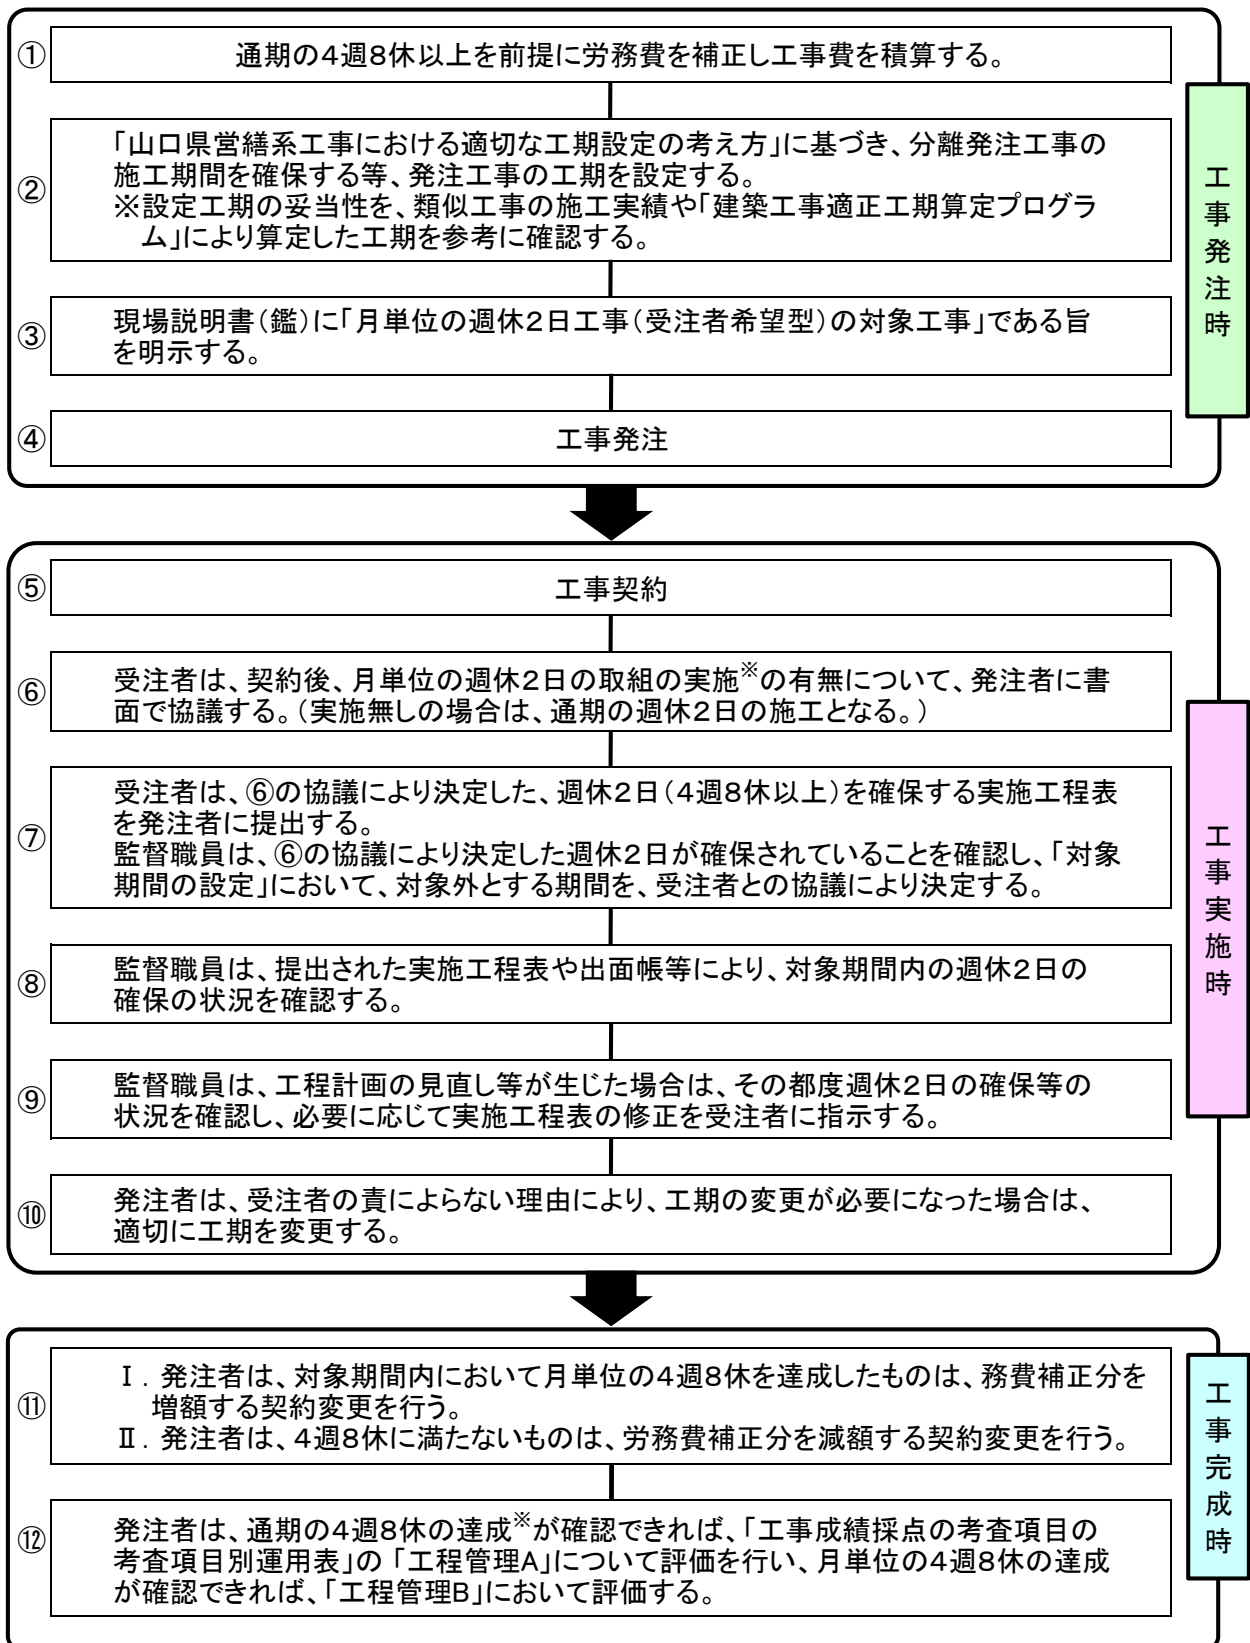 ① 通期の４週８休以上を前提に労務費を補正し工事費を積算する。
② 「山口県営繕系工事における適切な工期設定の考え方」に基づき、分離発注工事の
施工期間を確保する等、発注工事の工期を設定する。
※設定工期の妥当性を、類似工事の施工実績や「建築工事適正工期算定プログラ
ム」により算定した工期を参考に確認する。
③ 現場説明書（鑑）に「月単位の週休２日工事（受注者希望型）の対象工事」である旨
を明示する。
④ 工事発注
工事発注時
⑤ 工事契約
⑥ 受注者は、契約後、月単位の週休２日の取組の実施※の有無について、発注者に書
面で協議する。（実施無しの場合は、通期の週休２日の施工となる。）
⑦ 受注者は、⑥の協議により決定した、週休２日（４週８休以上）を確保する実施工程表
を発注者に提出する。
監督職員は、⑥の協議により決定した週休２日が確保されていることを確認し、「対象
期間の設定」において、対象外とする期間を、受注者との協議により決定する。
⑧ 監督職員は、提出された実施工程表や出面帳等により、対象期間内の週休２日の
確保の状況を確認する。
⑨ 監督職員は、工程計画の見直し等が生じた場合は、その都度週休２日の確保等の
状況を確認し、必要に応じて実施工程表の修正を受注者に指示する。
⑩ 発注者は、受注者の責によらない理由により、工期の変更が必要になった場合は、
適切に工期を変更する。
工事実施時
⑪ Ⅰ．発注者は、対象期間内において月単位の４週８休を達成したものは、務費補正分を
増額する契約変更を行う。
Ⅱ．発注者は、４週８休に満たないものは、労務費補正分を減額する契約変更を行う。
⑫ 発注者は、通期の４週８休の達成※が確認できれば、「工事成績採点の考査項目の
考査項目別運用表」の「工程管理Ａ」について評価を行い、月単位の４週８休の達成
が確認できれば、「工程管理Ｂ」において評価する。
工事完成時